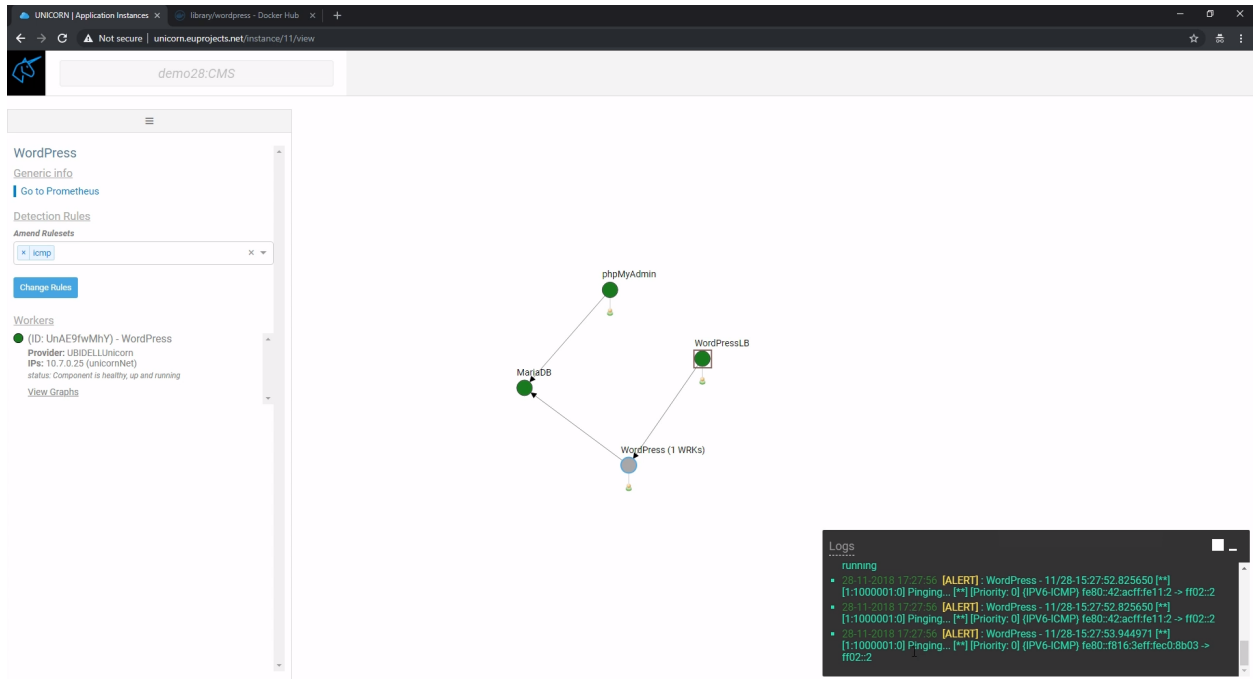 UNICORN | Application Instances
library/wordpress - Docker Hub
Not secure | unicorn.euprojects.net/instance/11/view
demo28:CMS
WordPress
Generic info
Go to Prometheus
Detection Rules
Amend Rulesets
× icmp
Change Rules
Workers
(ID: UnAE9fwMhY) - WordPress
Provider: UBIDELLUnicorn
IPs: 10.7.0.25 (unicornNet)
status: Component is healthy, up and running
View Graphs
phpMyAdmin
WordPressLB
MariaDB
WordPress (1 WRKs)
Logs
running
28-11-2018 17:27:56 [ALERT] : WordPress - 11/28-15:27:52.825650 [**]
[1:1000001:0] Pinging... [**] [Priority: 0] {IPV6-ICMP} fe80::42:acff:fe11:2 -> ff02::2
28-11-2018 17:27:56 [ALERT] : WordPress - 11/28-15:27:52.825650 [**]
[1:1000001:0] Pinging... [**] [Priority: 0] {IPV6-ICMP} fe80::42:acff:fe11:2 -> ff02::2
28-11-2018 17:27:56 [ALERT] : WordPress - 11/28-15:27:53.944971 [**]
[1:1000001:0] Pinging... [**] [Priority: 0] {IPV6-ICMP} fe80::f816:3eff:fec0:8b03 ->
ff02::2